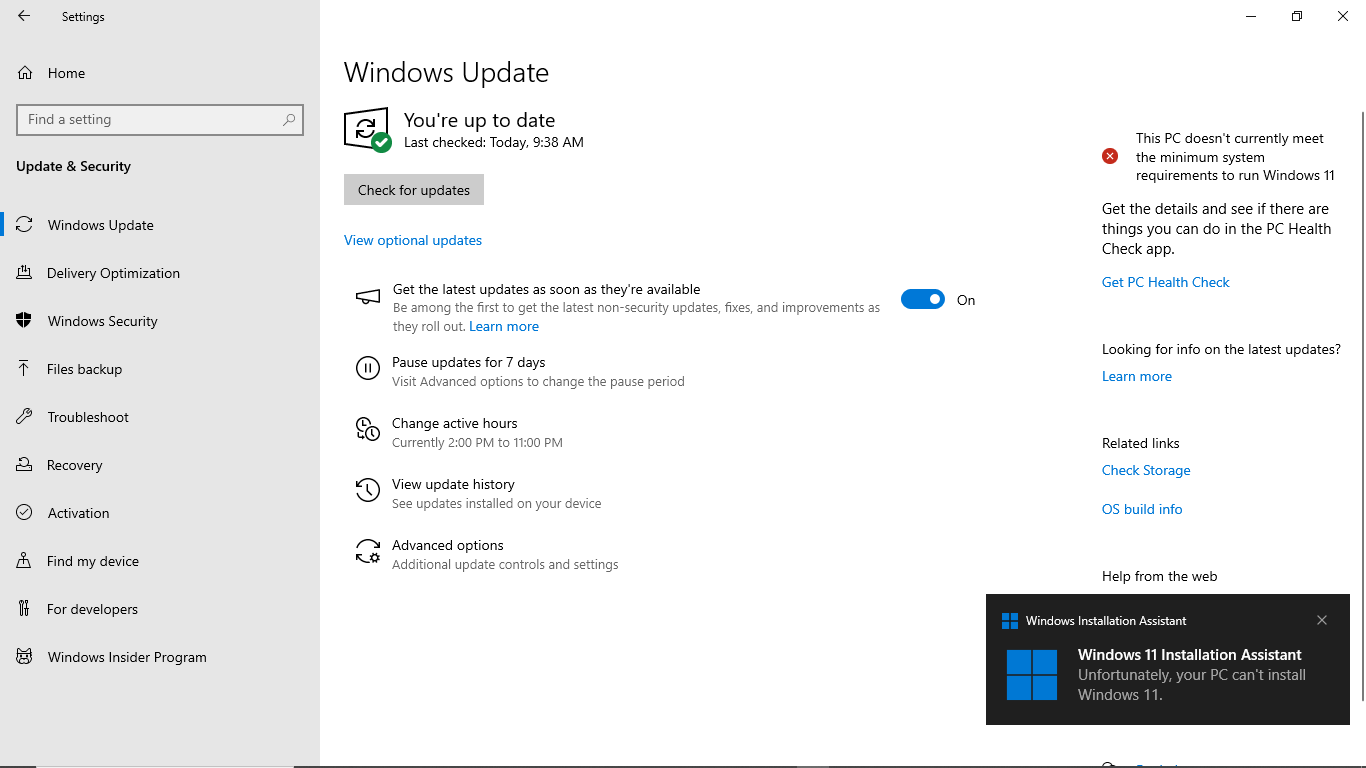 Settings
Home
Find a setting
Update & Security
Windows Update
Delivery Optimization
Windows Security
Files backup
Troubleshoot
Recovery
Activation
Find my device
For developers
Windows Insider Program
Windows Update
You're up to date
Last checked: Today, 9:38 AM
Check for updates
View optional updates
Get the latest updates as soon as they're available
Be among the first to get the latest non-security updates, fixes, and improvements as
they roll out. Learn more
On
Pause updates for 7 days
Visit Advanced options to change the pause period
Change active hours
Currently 2:00 PM to 11:00 PM
View update history
See updates installed on your device
Advanced options
Additional update controls and settings
This PC doesn't currently meet
the minimum system
requirements to run Windows 11
Get the details and see if there are
things you can do in the PC Health
Check app.
Get PC Health Check
Looking for info on the latest updates?
Learn more
Related links
Check Storage
OS build info
Help from the web
Windows Installation Assistant
Windows 11 Installation Assistant
Unfortunately, your PC can't install
Windows 11.